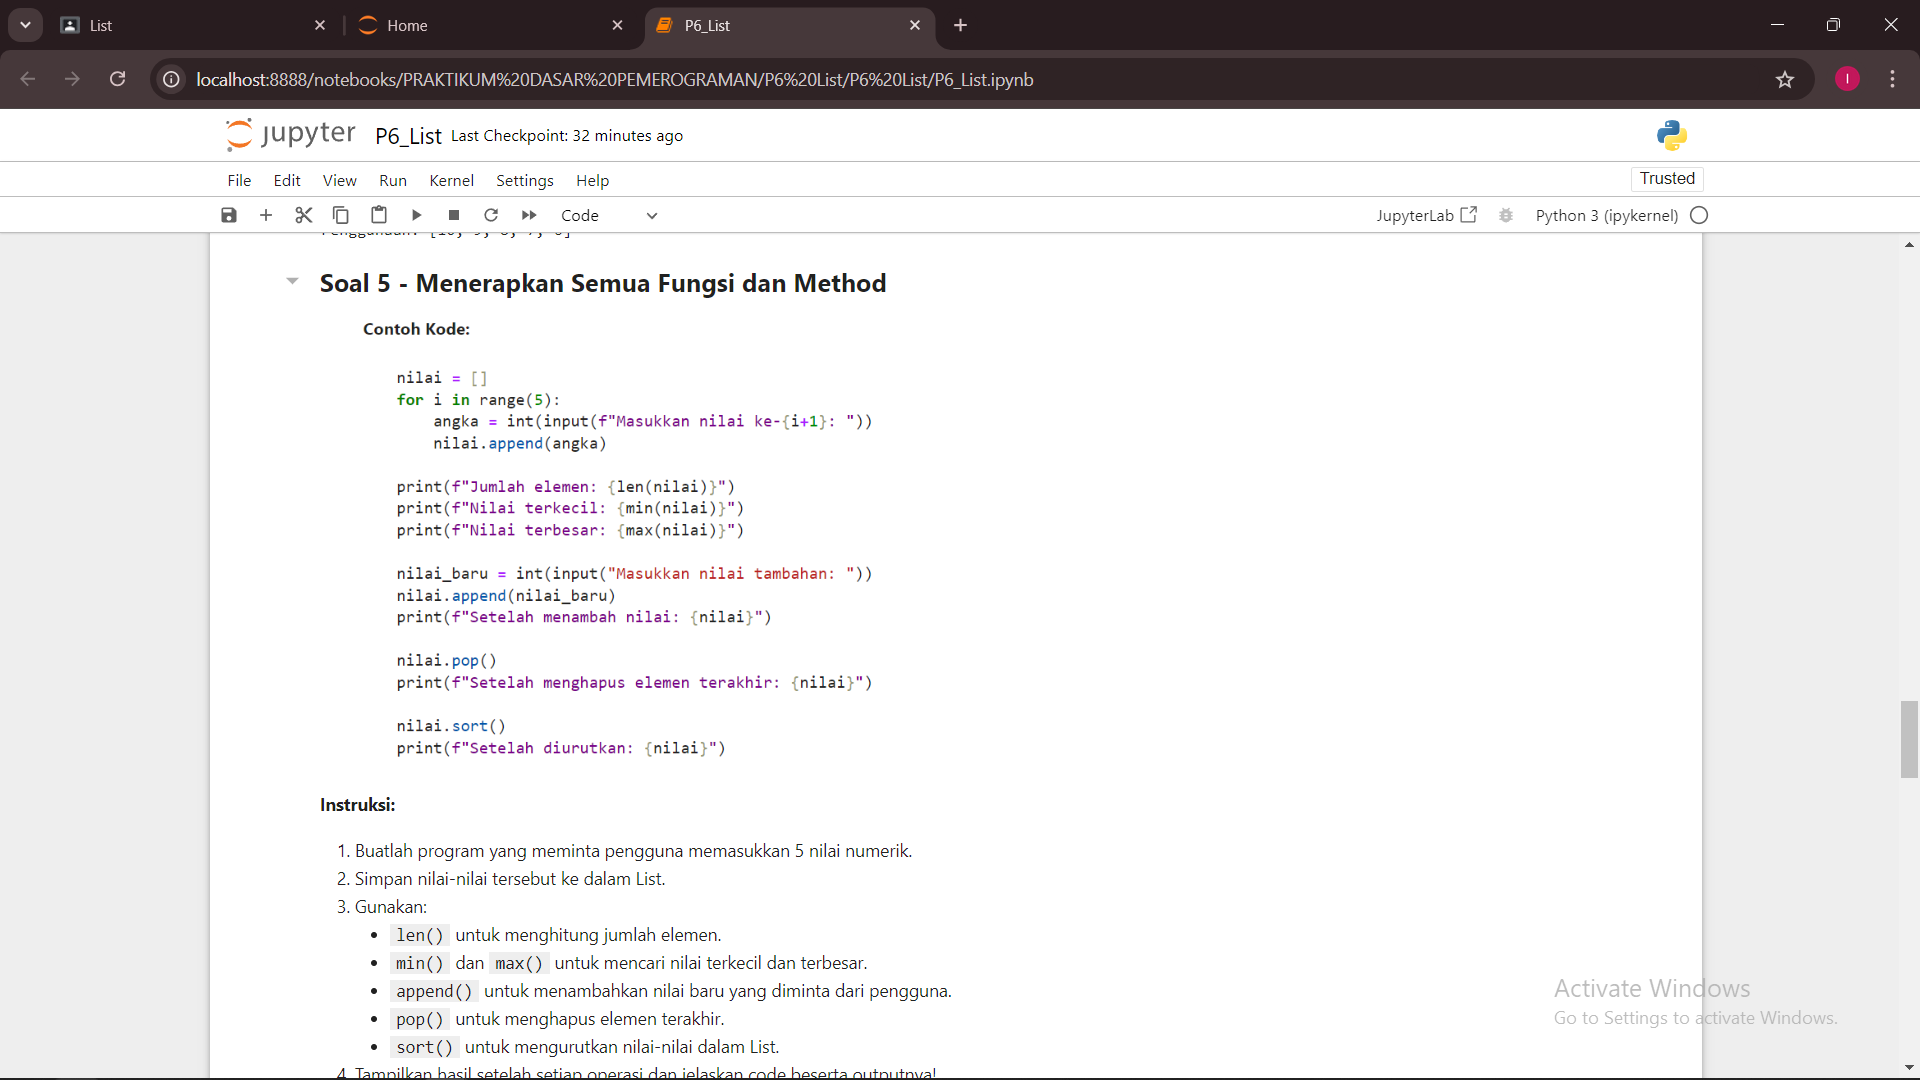 List
Home
P6_List
localhost:8888/notebooks/PRAKTIKUM%20DASAR%20PEMEROGRAMAN/P6%20List/P6%20List/P6_List.ipynb
I
jupyter P6_List Last Checkpoint: 32 minutes ago
File Edit View Run Kernel Settings Help
Trusted
Code
JupyterLab
Python 3 (ipykernel)
Soal 5 - Menerapkan Semua Fungsi dan Method
Contoh Kode:
nilai = []
for i in range(5):
    angka = int(input(f"Masukkan nilai ke-{i+1}: "))
    nilai.append(angka)
print(f"Jumlah elemen: {len(nilai)}")
print(f"Nilai terkecil: {min(nilai)}")
print(f"Nilai terbesar: {max(nilai)}")
nilai_baru = int(input("Masukkan nilai tambahan: "))
nilai.append(nilai_baru)
print(f"Setelah menambah nilai: {nilai}")
nilai.pop()
print(f"Setelah menghapus elemen terakhir: {nilai}")
nilai.sort()
print(f"Setelah diurutkan: {nilai}")
Instruksi:
1. Buatlah program yang meminta pengguna memasukkan 5 nilai numerik.
2. Simpan nilai-nilai tersebut ke dalam List.
3. Gunakan:
• len() untuk menghitung jumlah elemen.
• min() dan max() untuk mencari nilai terkecil dan terbesar.
• append() untuk menambahkan nilai baru yang diminta dari pengguna.
• pop() untuk menghapus elemen terakhir.
• sort() untuk mengurutkan nilai-nilai dalam List.
4. Tampilkan hasil setelah setiap operasi dan jelaskan code beserta outputnya!
Activate Windows
Go to Settings to activate Windows.